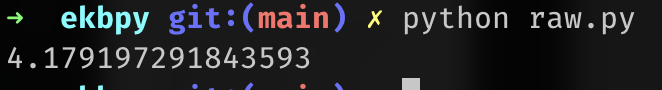 → ekbpy git:(main) ✗ python raw.py
4.179197291843593